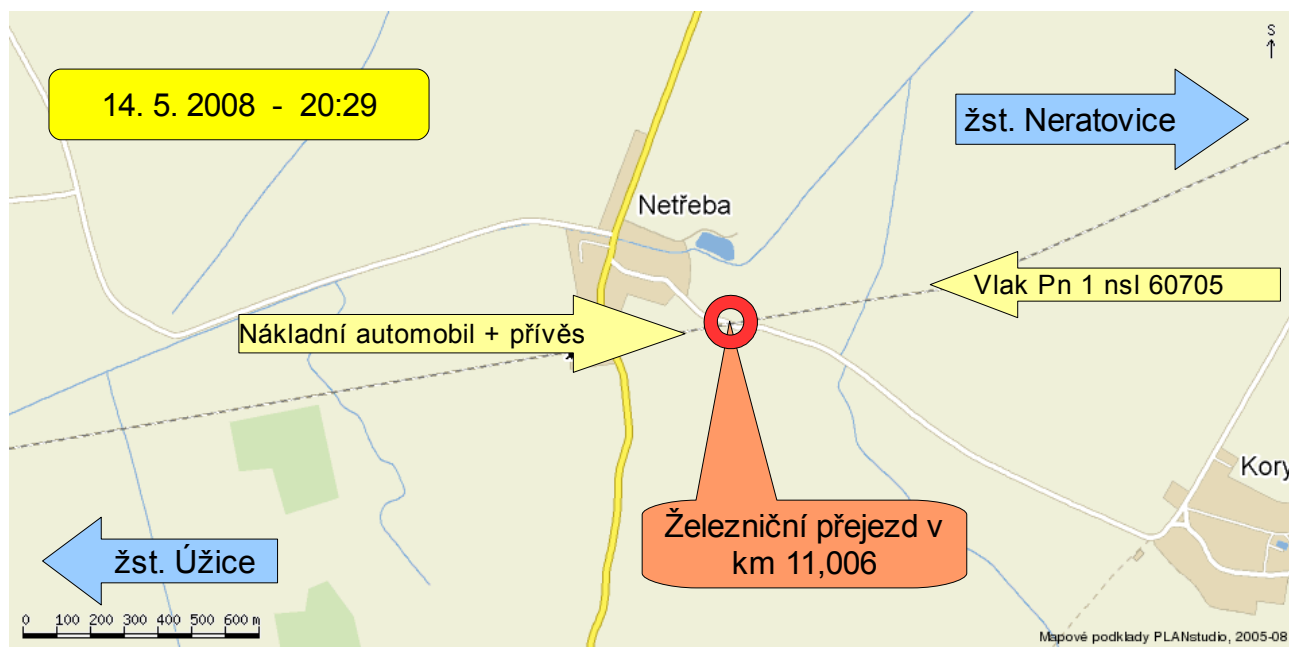 S
14. 5. 2008 - 20:29
žst. Neratovice
Netřeba
Vlak Pn 1 nsl 60705
Nákladní automobil + přívěs
Kory
Železniční přejezd v
km 11,006
žst. Úžice
0 100 200 300 400 500 600 m
Mapové podklady PLANstudio, 2005-08